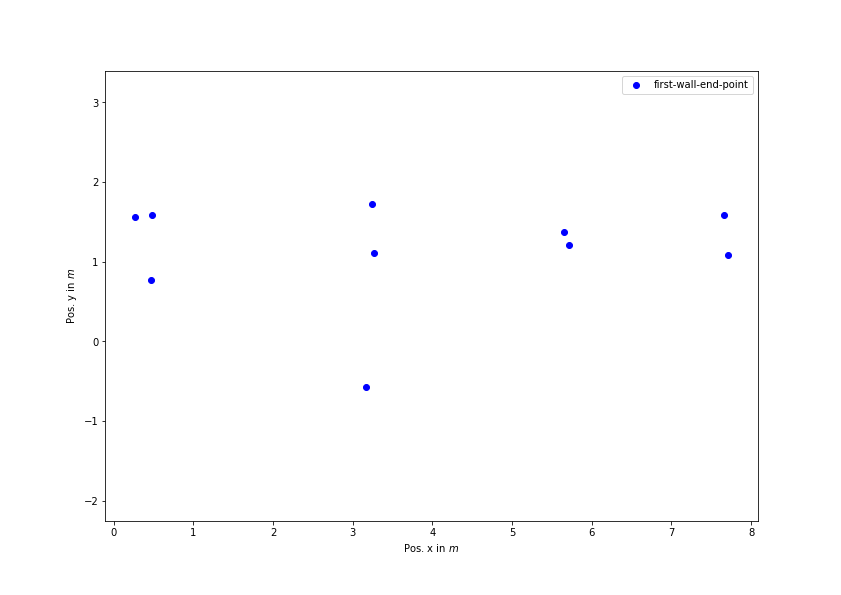 first-wall-end-point
3
2
1
0
−1
−2
Pos. y in m
0 1 2 3 4 5 6 7 8
Pos. x in m